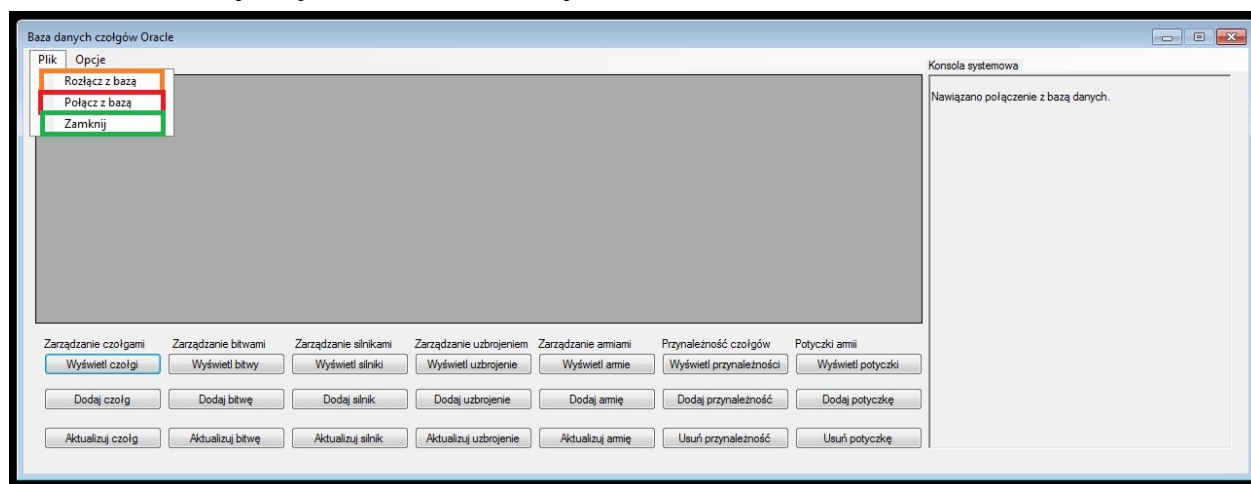 Baza danych czołgów Oracle
Plik Opcje
Rozłącz z bazą
Połącz z bazą
Zamknij
Konsola systemowa
Nawiązano połączenie z bazą danych.
Zarządzanie czołgami Zarządzanie bitwami Zarządzanie silnikami Zarządzanie uzbrojeniem Zarządzanie armiami Przynależność czołgów Potyczki armii
Wyświetl czołgi Wyświetl bitwy Wyświetl silniki Wyświetl uzbrojenie Wyświetl armie Wyświetl przynależności Wyświetl potyczki
Dodaj czołg Dodaj bitwę Dodaj silnik Dodaj uzbrojenie Dodaj armię Dodaj przynależność Dodaj potyczkę
Aktualizuj czołg Aktualizuj bitwę Aktualizuj silnik Aktualizuj uzbrojenie Aktualizuj armię Usuń przynależność Usuń potyczkę